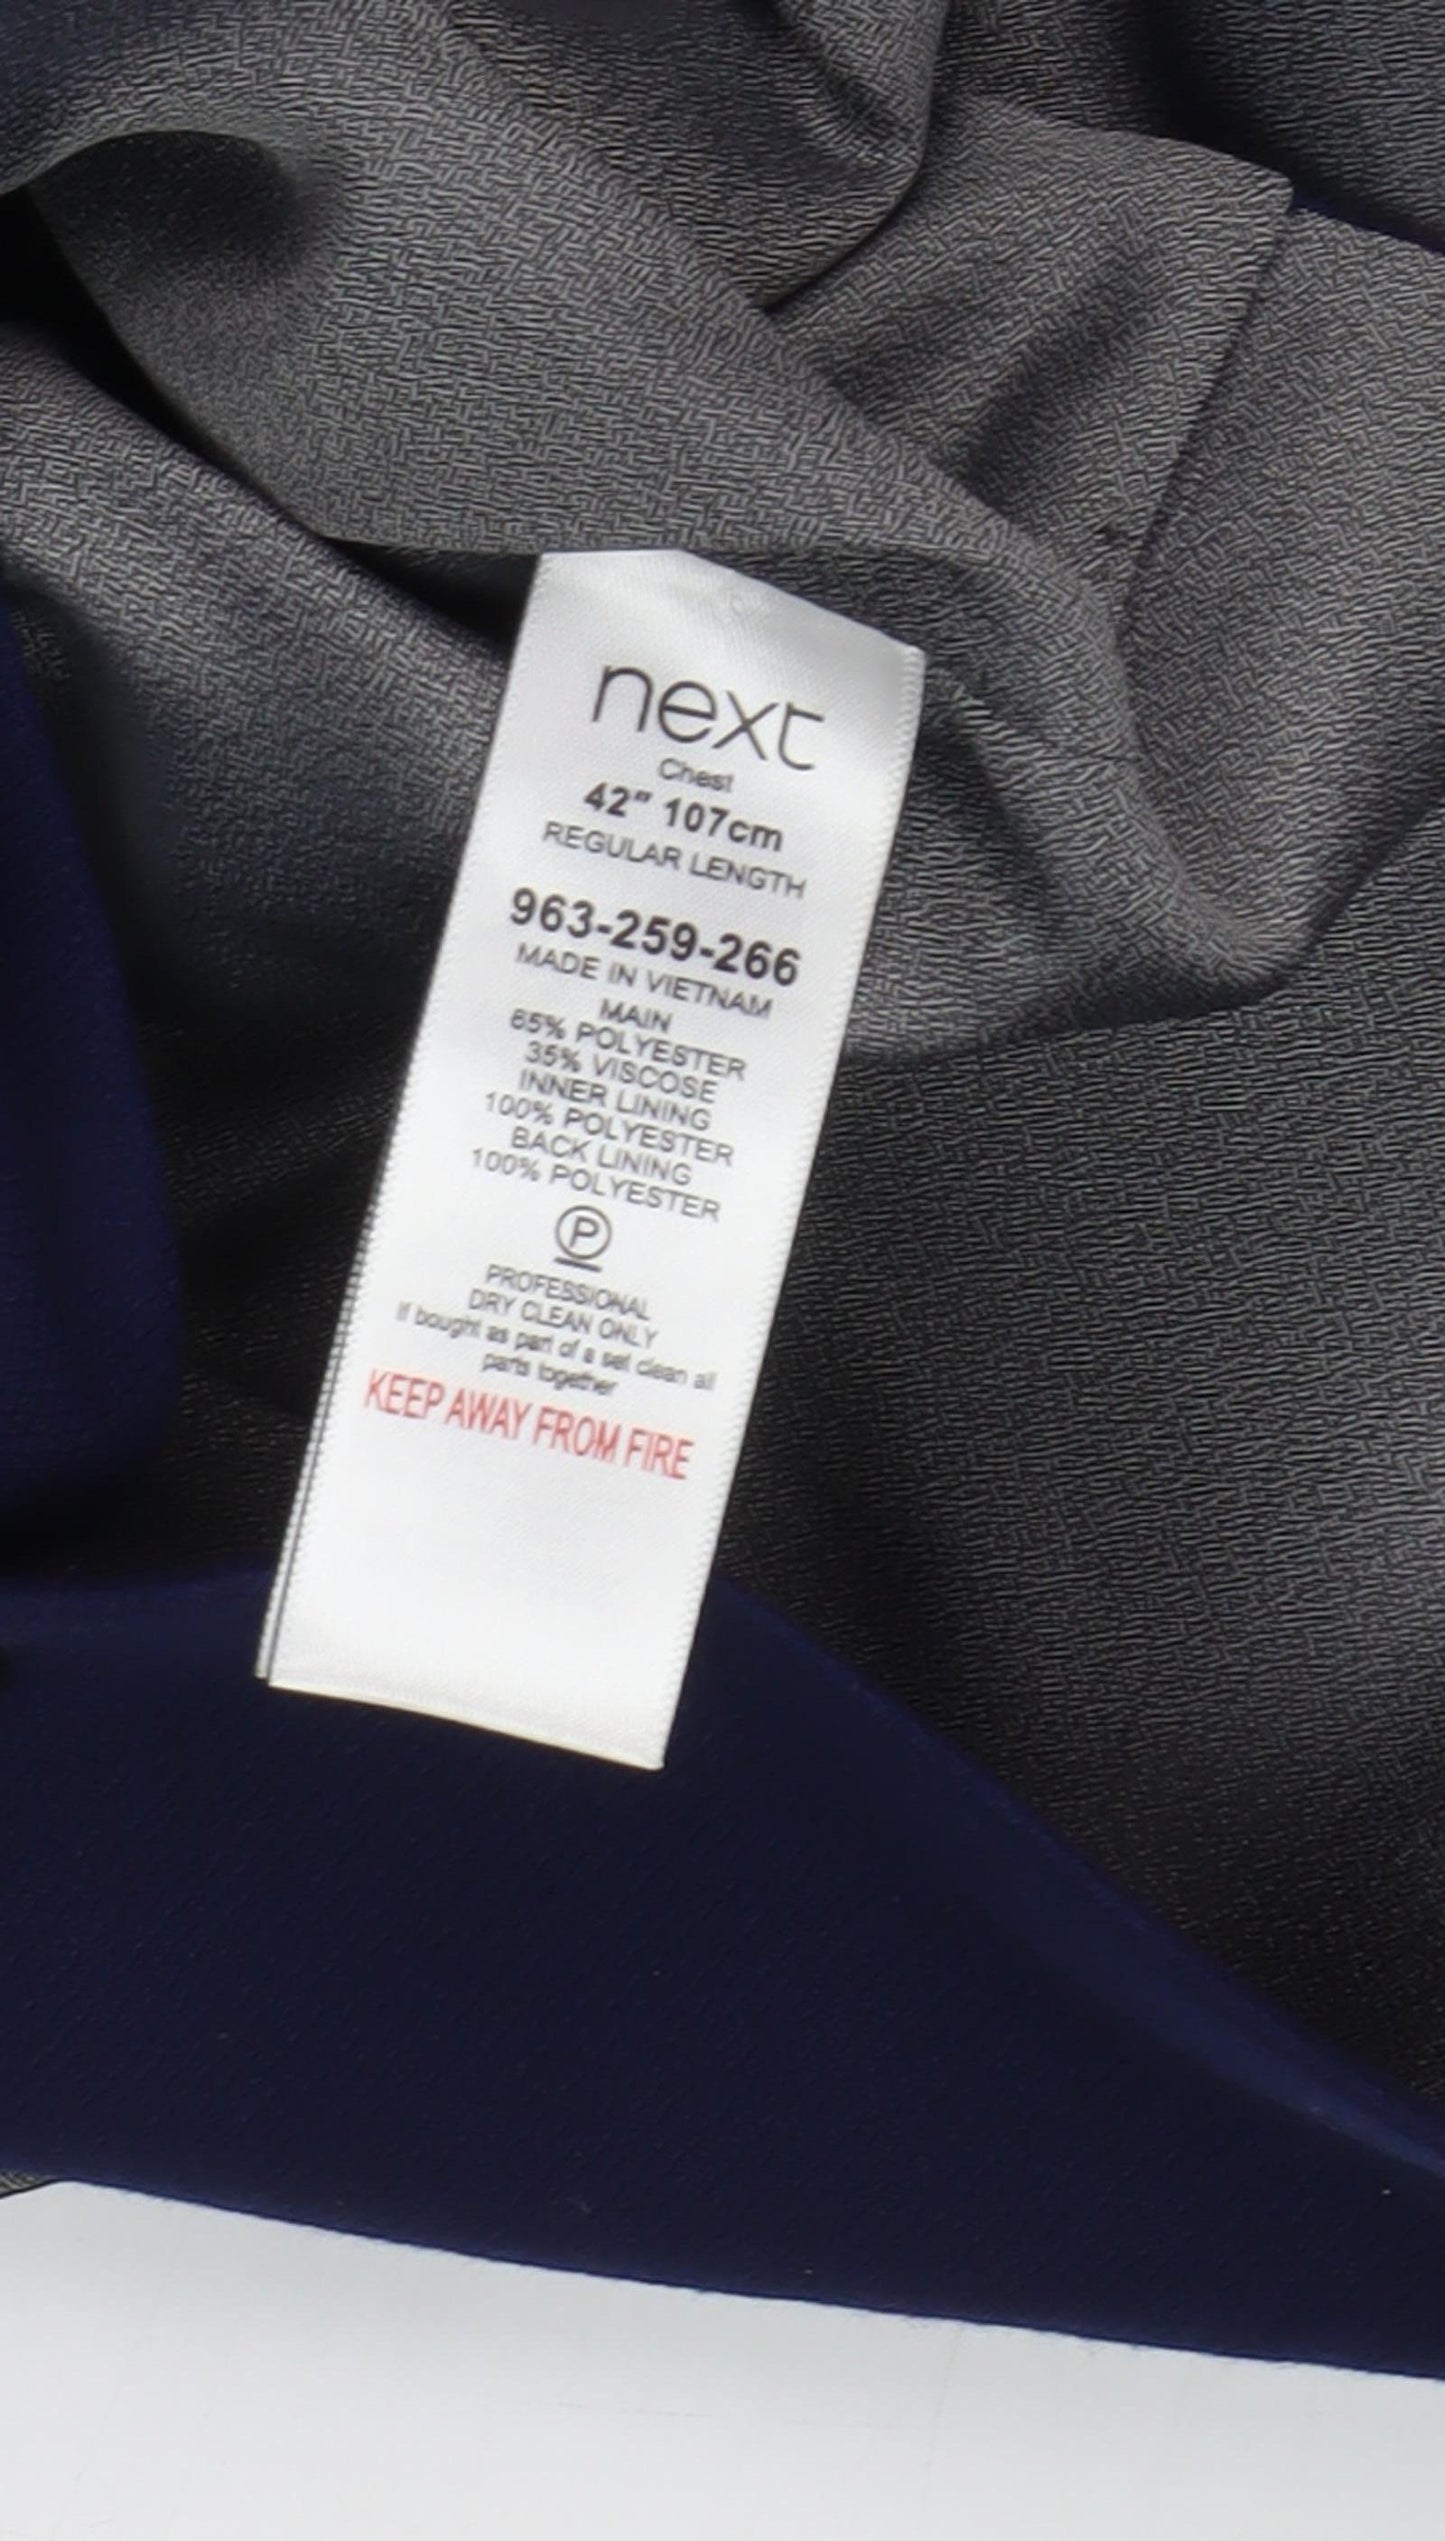 next
Chest
42" 107cm
REGULAR LENGTH
963-259-266
MADE IN VIETNAM
MAIN
65% POLYESTER
35% VISCOSE
INNER LINING
100% POLYESTER
BACK LINING
100% POLYESTER
P
PROFESSIONAL
DRY CLEAN ONLY
If bought as part of a set clean all
parts together
KEEP AWAY FROM FIRE